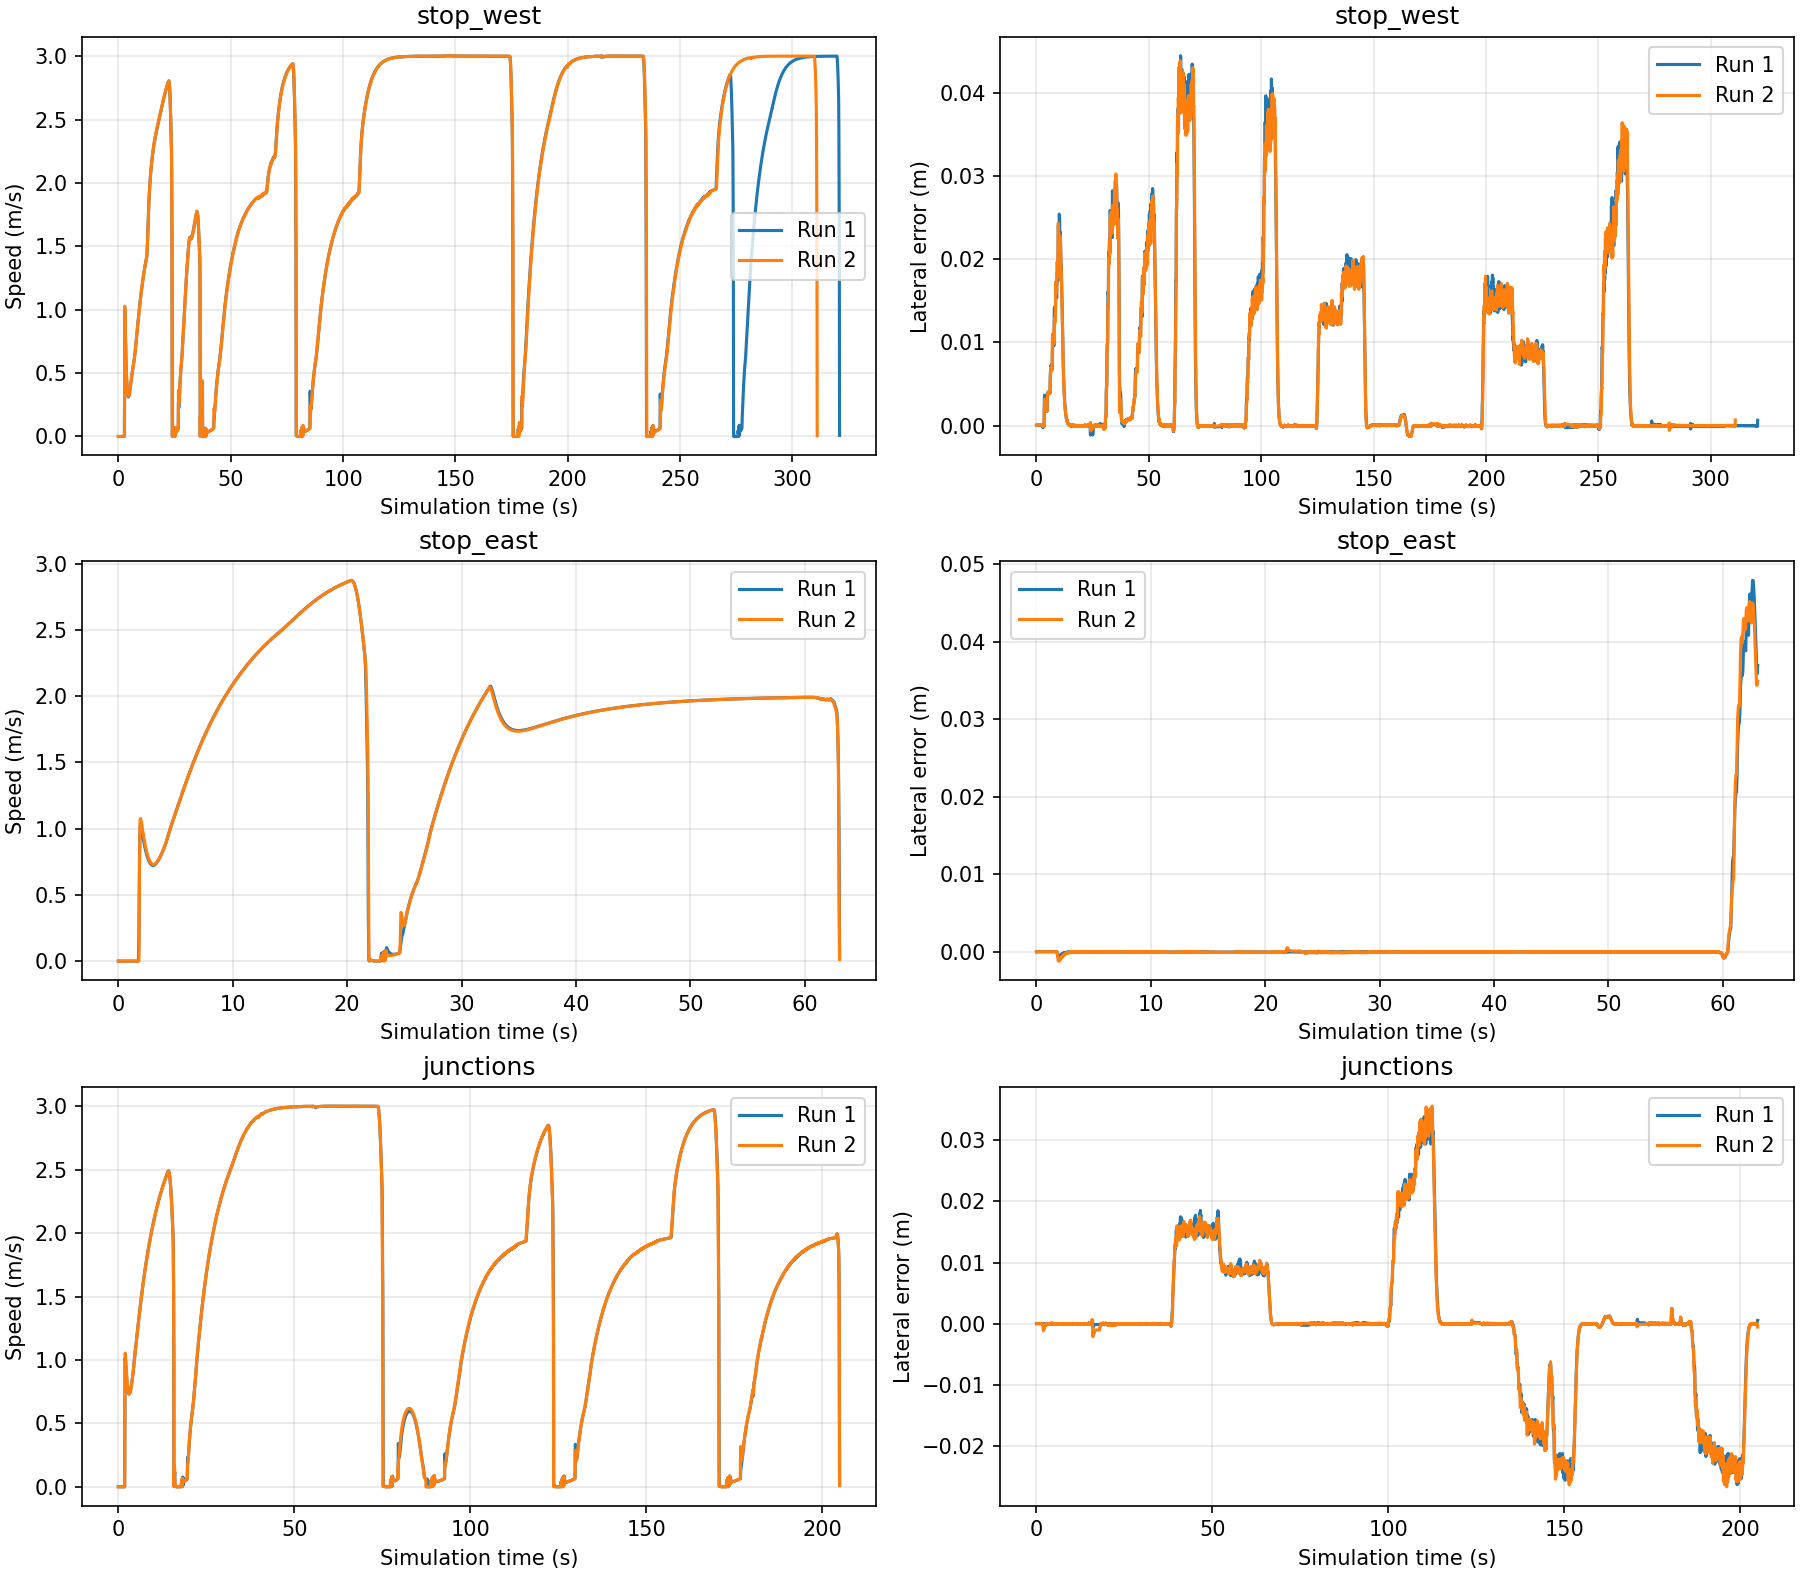 stop_west
Speed (m/s)
3.0
2.5
2.0
1.5
1.0
0.5
0.0
Run 1
Run 2
0 50 100 150 200 250 300
Simulation time (s)
stop_west
Lateral error (m)
0.04
0.03
0.02
0.01
0.00
Run 1
Run 2
0 50 100 150 200 250 300
Simulation time (s)
stop_east
Speed (m/s)
3.0
2.5
2.0
1.5
1.0
0.5
0.0
Run 1
Run 2
0 10 20 30 40 50 60
Simulation time (s)
stop_east
Lateral error (m)
0.05
0.04
0.03
0.02
0.01
0.00
Run 1
Run 2
0 10 20 30 40 50 60
Simulation time (s)
junctions
Speed (m/s)
3.0
2.5
2.0
1.5
1.0
0.5
0.0
Run 1
Run 2
0 50 100 150 200
Simulation time (s)
junctions
Lateral error (m)
0.03
0.02
0.01
0.00
−0.01
−0.02
Run 1
Run 2
0 50 100 150 200
Simulation time (s)